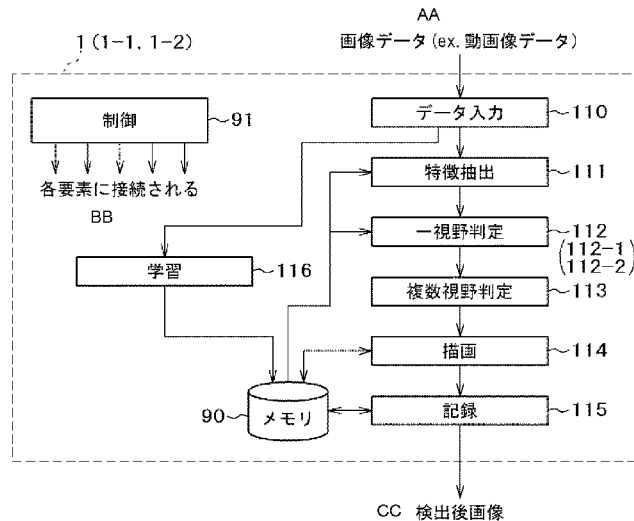 AA
1 (1-1, 1-2)
画像データ(ex. 動画像データ)
制御
91
データ入力
110
特徴抽出
111
各要素に接続される
BB
一視野判定
112
(112-1
112-2)
学習
116
複数視野判定
113
描画
114
90
メモリ
記録
115
CC 検出後画像